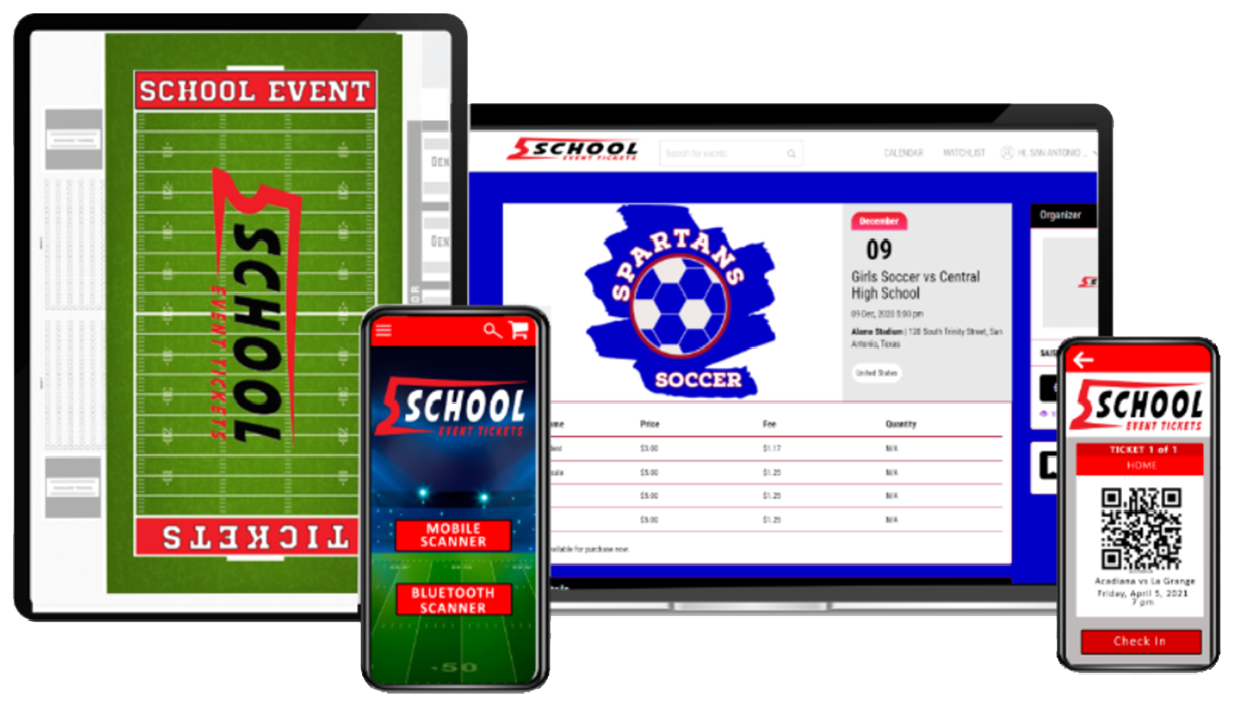 SCHOOL EVENT
SCHOOL
EVENT TICKETS
TICKETS
GEN
GEN
OR
SCHOOL
EVENT TICKETS
Search for events
CALENDAR
WATCHLIST
HI, SAN ANTONIO ...
SPARTANS
SOCCER
December
09
Girls Soccer vs Central
High School
09 Dec, 2020 5:00 pm
Alamo Stadium | 120 South Trinity Street, San
Antonio, Texas
United States
Organizer
ame Price Fee Quantity
dent $3.00 $1.17 N/A
$5.00 $1.25 N/A
$5.00 $1.25 N/A
$5.00 $1.25 N/A
ailable for purchase now.
SCHOOL
EVENT TICKETS
MOBILE
SCANNER
BLUETOOTH
SCANNER
50
SCHOOL
EVENT TICKETS
TICKET 1 of 1
HOME
Acadiana vs La Grange
Friday, April 5, 2021
7 pm
Check In